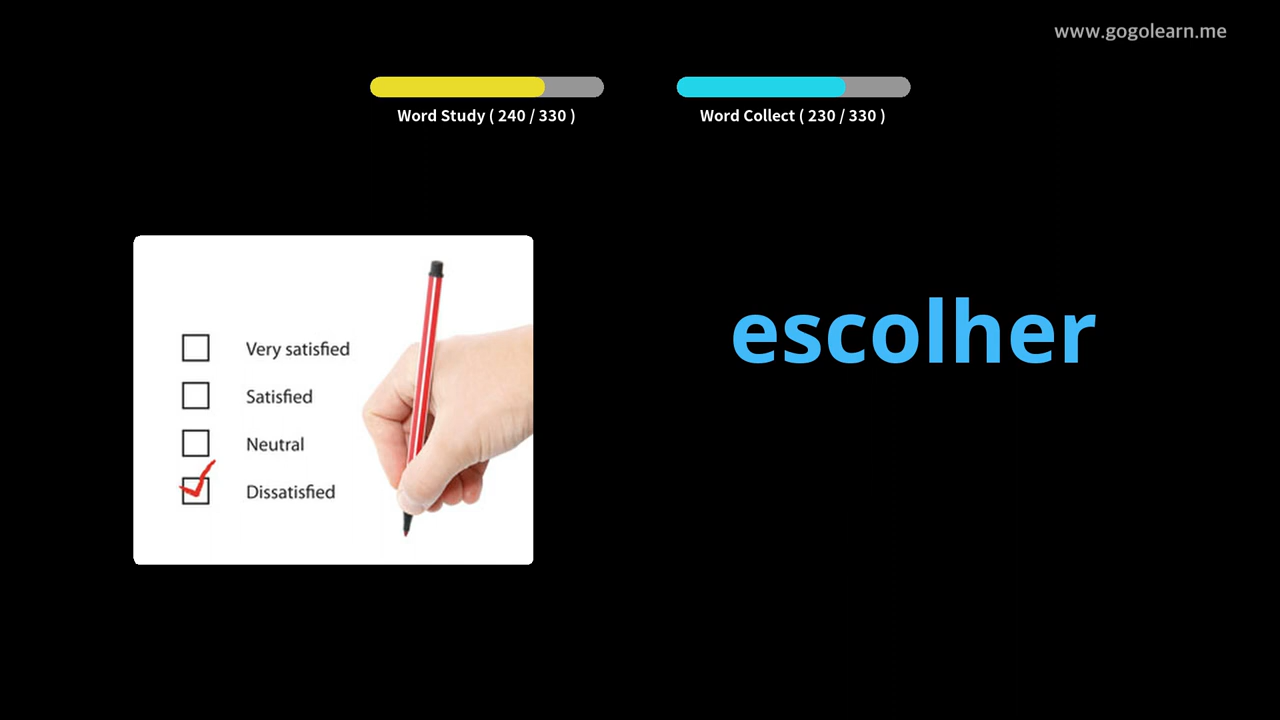 www.gogolearn.me
Word Study ( 240 / 330 )
Word Collect ( 230 / 330 )
Very satisfied
Satisfied
Neutral
Dissatisfied
escolher